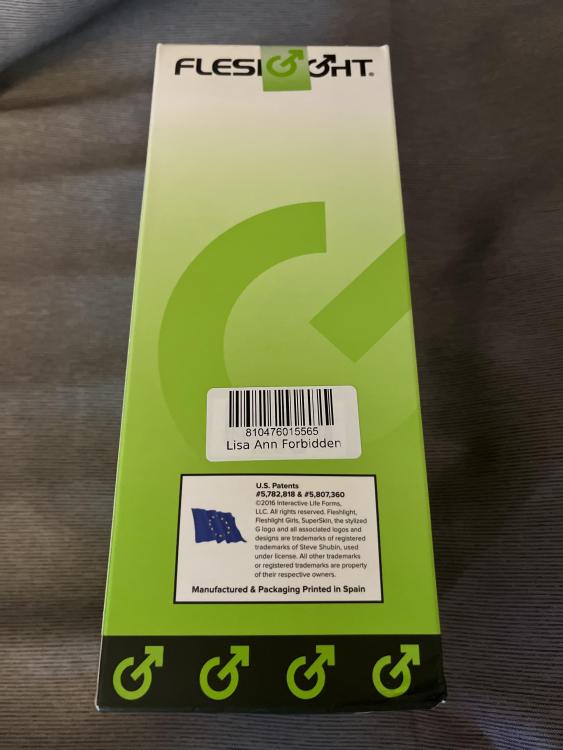 FLESHLIGHT®
810476015565
Lisa Ann Forbidden
U.S. Patents
#5,782,818 & #5,807,360
©2016 Interactive Life Forms,
LLC. All rights reserved. Fleshlight,
Fleshlight Girls, SuperSkin, the stylized
G logo and all associated logos and
designs are trademarks of registered
trademarks of Steve Shubin, used
under license. All other trademarks
or registered trademarks are property
of their respective owners.
Manufactured & Packaging Printed in Spain